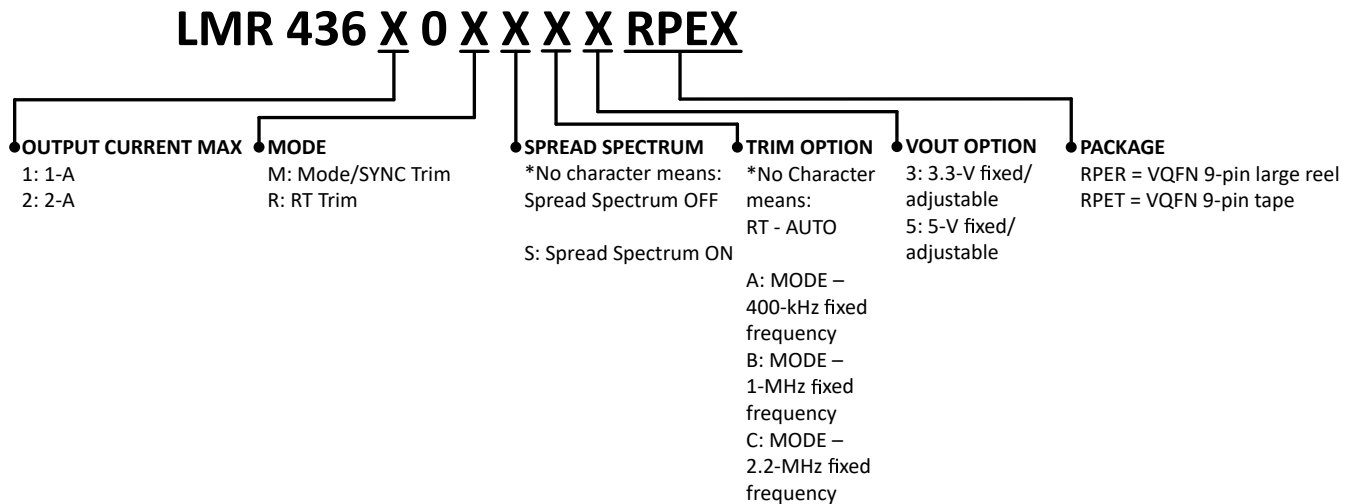 LMR 436 X 0 X X X X RPEX
OUTPUT CURRENT MAX
1: 1-A
2: 2-A
MODE
M: Mode/SYNC Trim
R: RT Trim
SPREAD SPECTRUM
*No character means:
Spread Spectrum OFF
S: Spread Spectrum ON
TRIM OPTION
*No Character
means:
RT - AUTO
A: MODE –
400-kHz fixed
frequency
B: MODE –
1-MHz fixed
frequency
C: MODE –
2.2-MHz fixed
frequency
VOUT OPTION
3: 3.3-V fixed/
adjustable
5: 5-V fixed/
adjustable
PACKAGE
RPER = VQFN 9-pin large reel
RPET = VQFN 9-pin tape